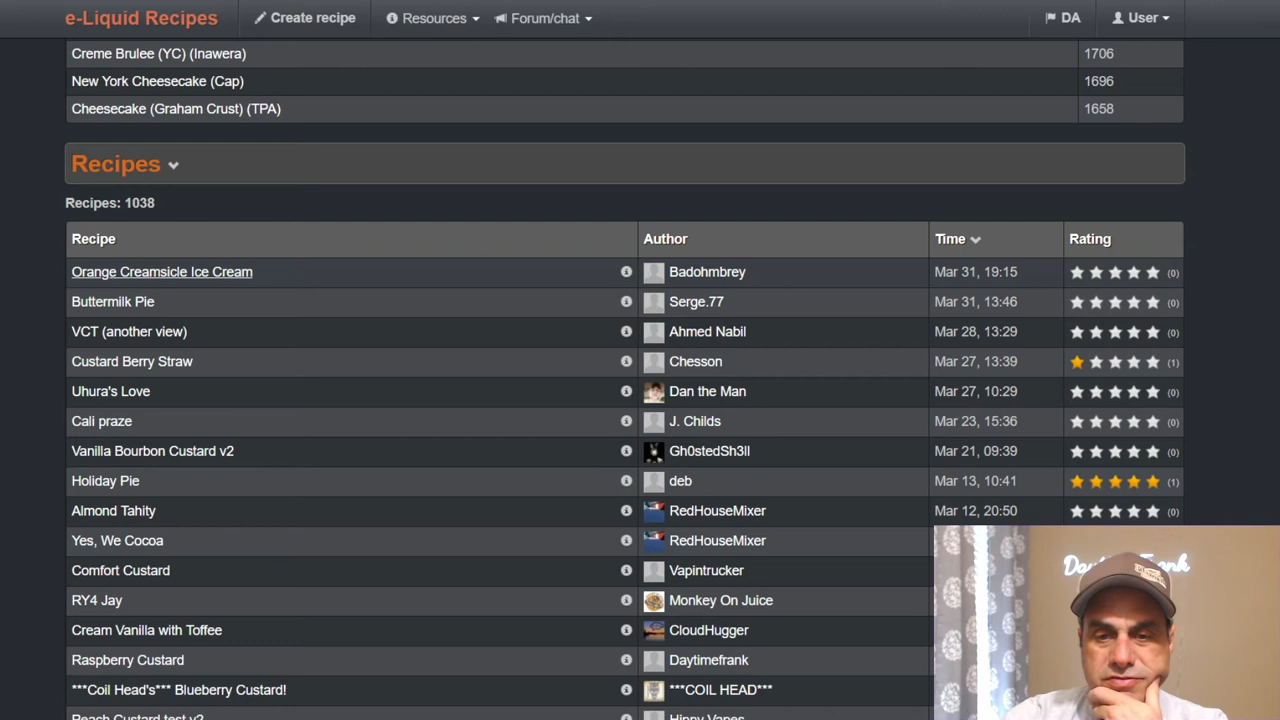 e-Liquid Recipes Create recipe Resources Forum/chat DA User
Creme Brulee (YC) (Inawera) 1706
New York Cheesecake (Cap) 1696
Cheesecake (Graham Crust) (TPA) 1658
Recipes
Recipes: 1038
Recipe Author Time Rating
Orange Creamsicle Ice Cream Badohmbrey Mar 31, 19:15 (0)
Buttermilk Pie Serge.77 Mar 31, 13:46 (0)
VCT (another view) Ahmed Nabil Mar 28, 13:29 (0)
Custard Berry Straw Chesson Mar 27, 13:39 (1)
Uhura's Love Dan the Man Mar 27, 10:29 (0)
Cali praze J. Childs Mar 23, 15:36 (0)
Vanilla Bourbon Custard v2 Gh0stedSh3ll Mar 21, 09:39 (0)
Holiday Pie deb Mar 13, 10:41 (1)
Almond Tahity RedHouseMixer Mar 12, 20:50 (0)
Yes, We Cocoa RedHouseMixer
Comfort Custard Vapintrucker
RY4 Jay Monkey On Juice
Cream Vanilla with Toffee CloudHugger
Raspberry Custard Daytimefrank
***Coil Head's*** Blueberry Custard! ***COIL HEAD***
Peach Custard test v2 Hippy Vapes